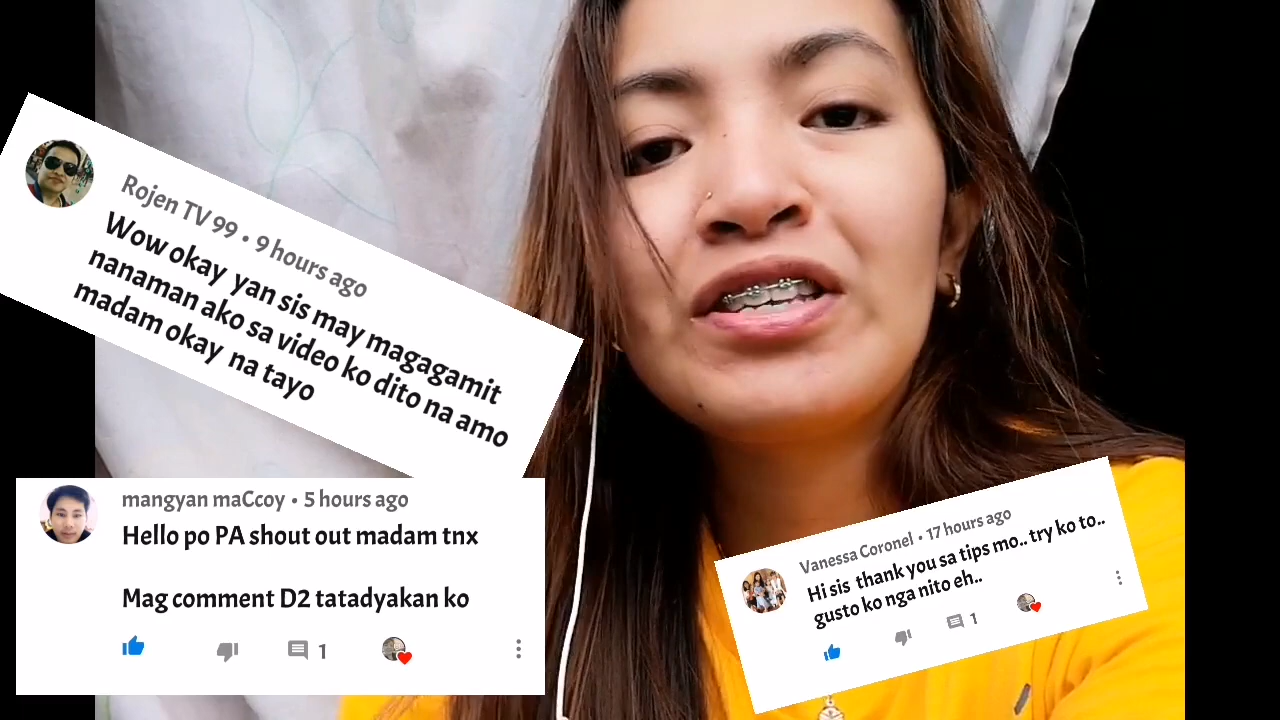 Rojen TV 99 • 9 hours ago
Wow okay yan sis may magagamit
nanaman ako sa video ko dito na amo
madam okay na tayo
mangyan maCcoy • 5 hours ago
Hello po PA shout out madam tnx
Mag comment D2 tatadyakan ko
1
Vanessa Coronel • 17 hours ago
Hi sis thank you sa tips mo.. try ko to..
gusto ko nga nito eh..
1